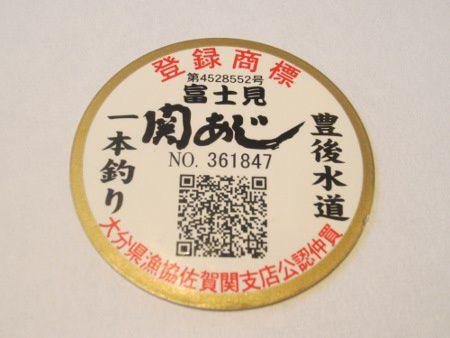 登録商標
第4528552号
富士見
関あじ
NO. 361847
一本釣り
豊後水道
大分県漁協佐賀関支店公認仲買